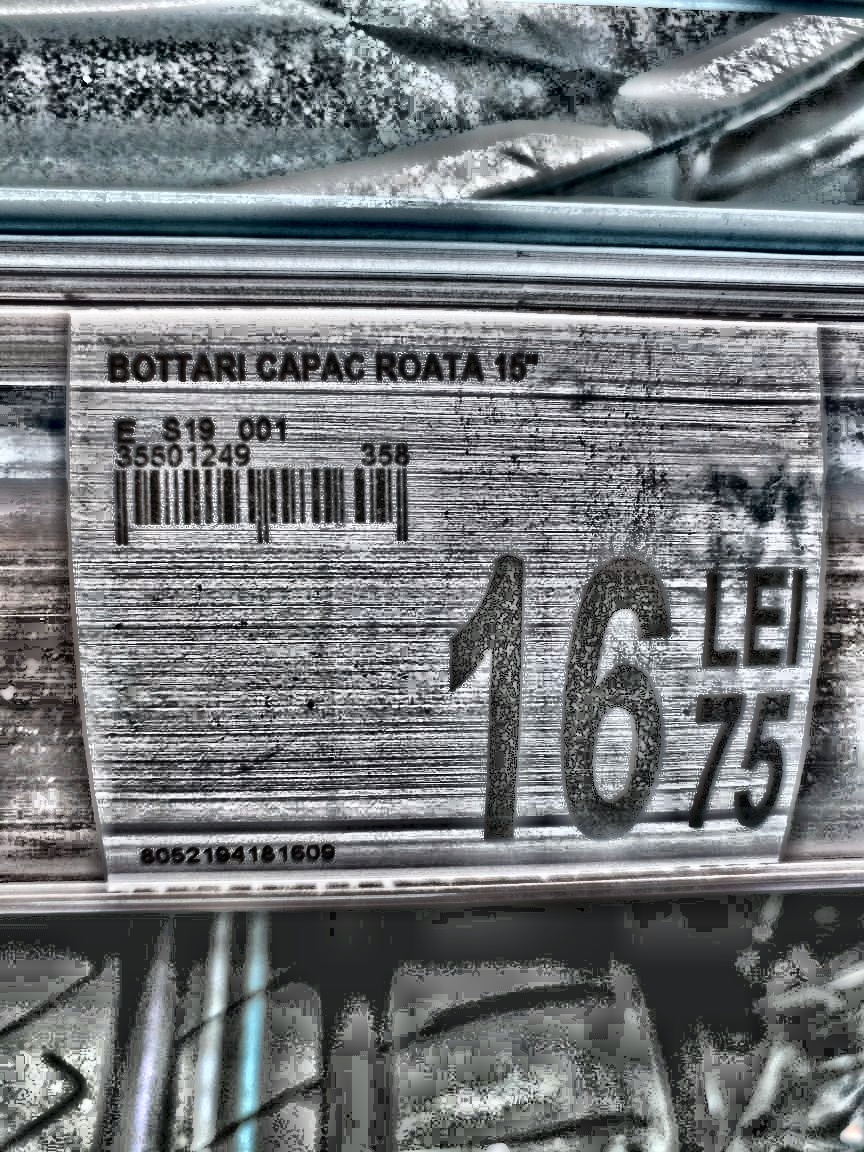 BOTTARI CAPAC ROATA 15"
E S19 001
35501249 358
16 LEI
75
8052194181609